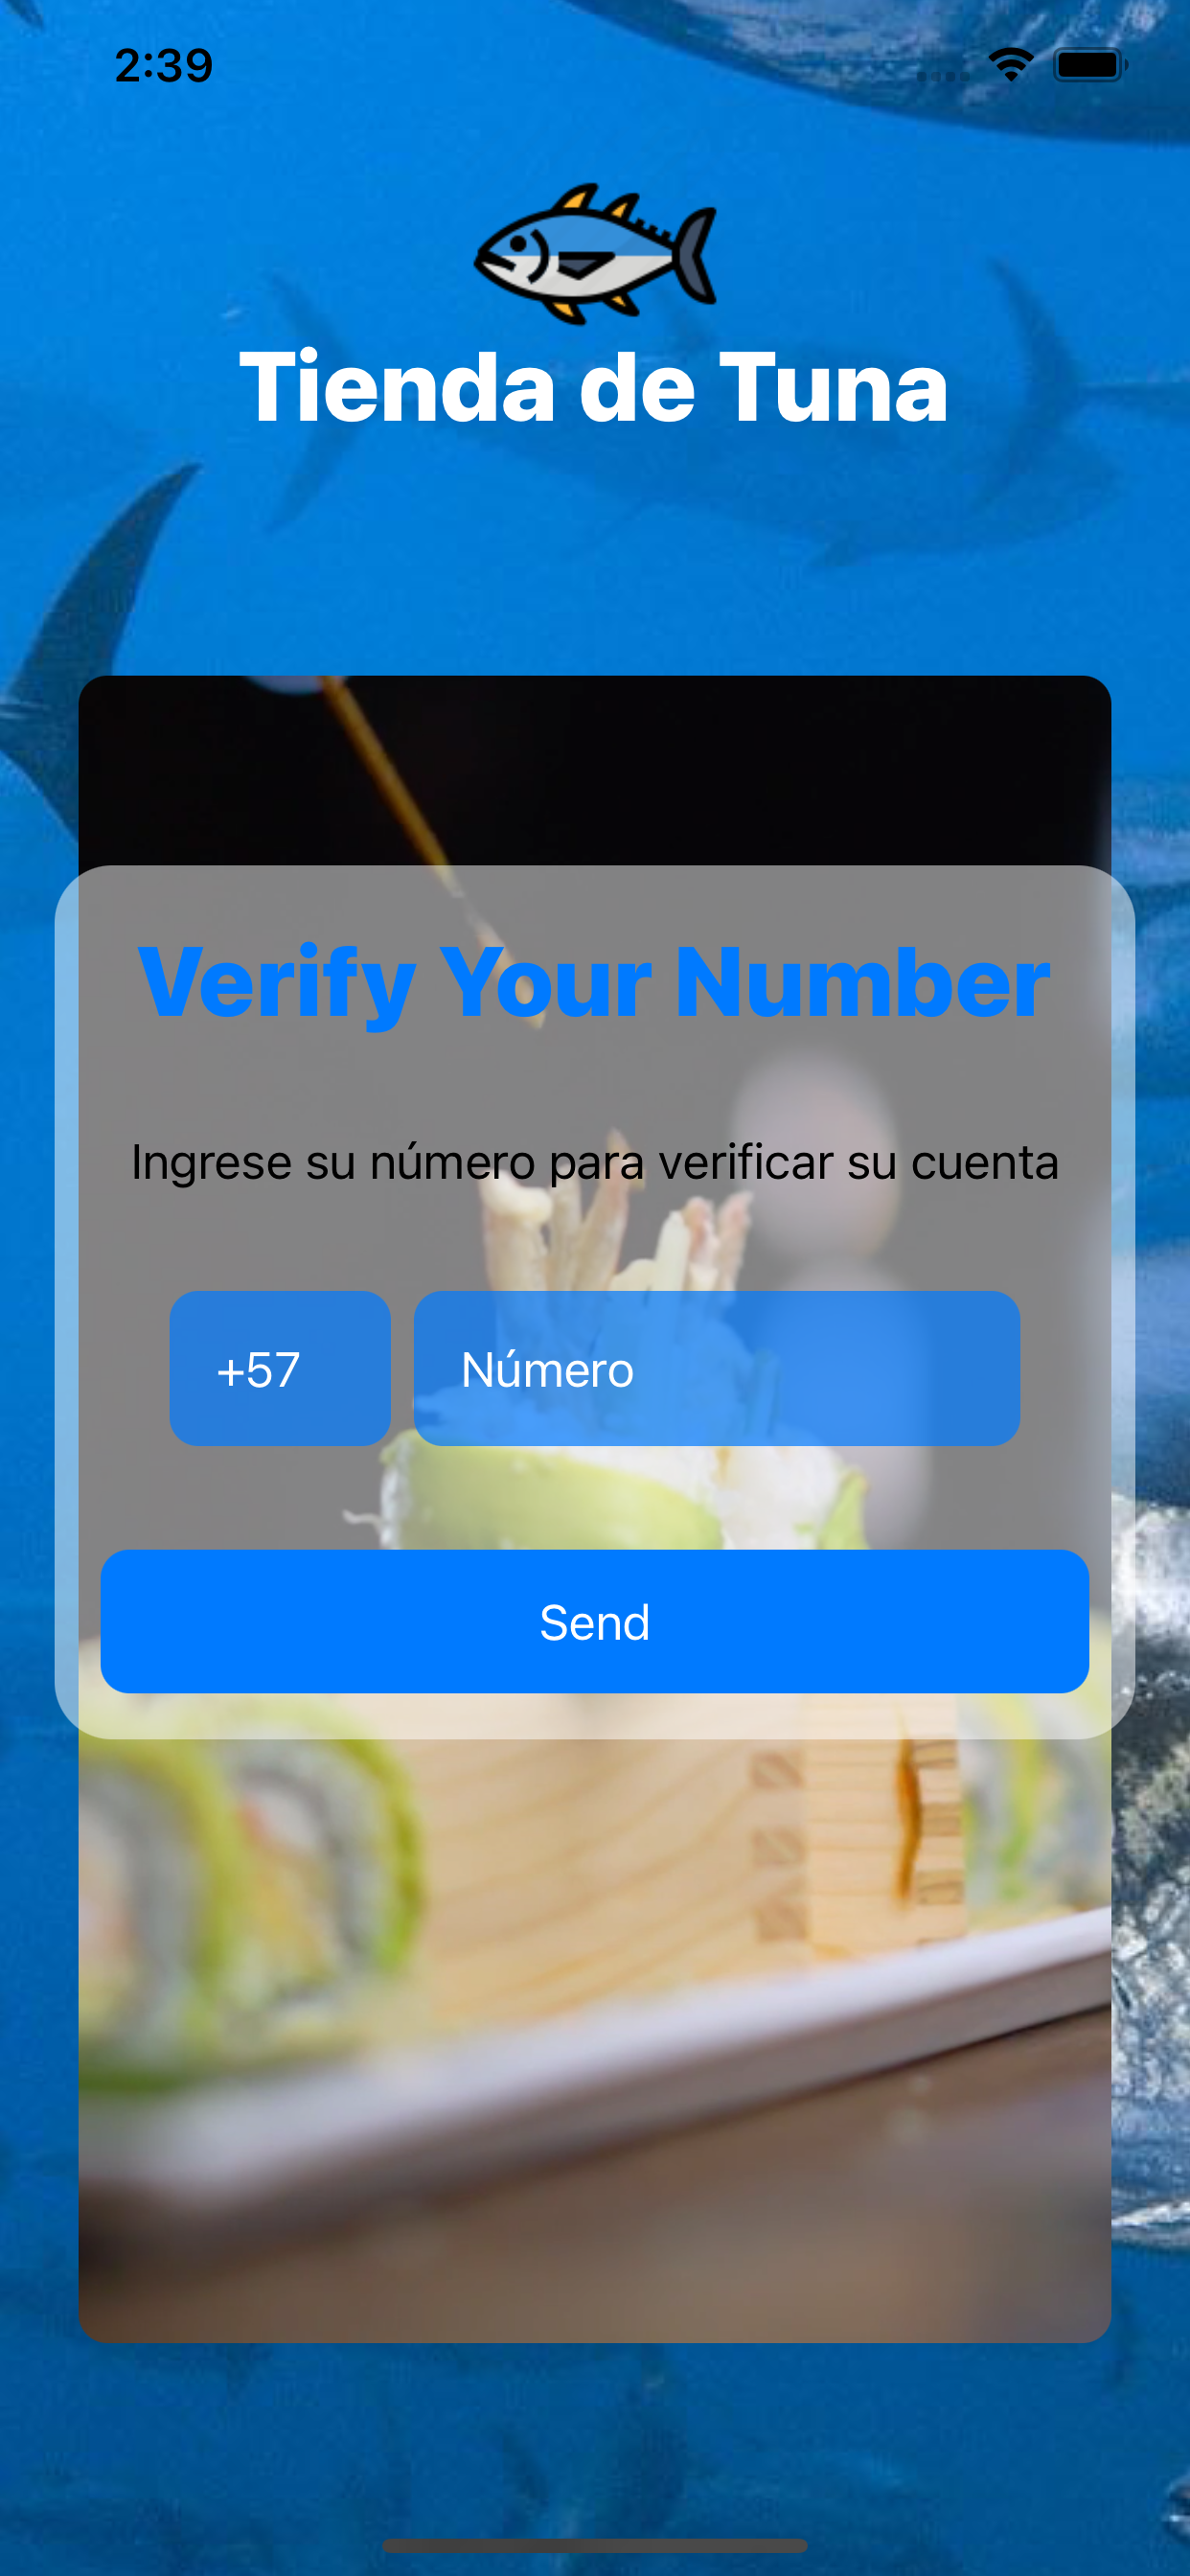 2:39
Tienda de Tuna
Verify Your Number
Ingrese su número para verificar su cuenta
+57 Número
Send